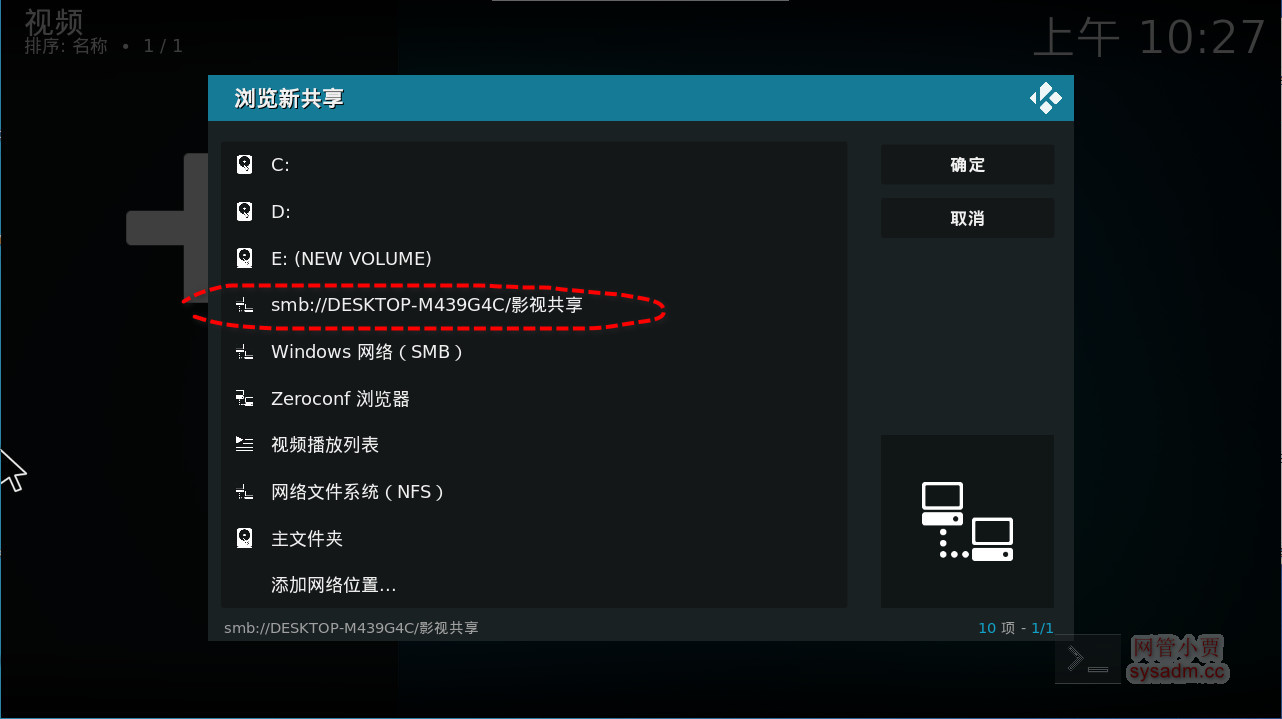 视频
排序: 名称 • 1 / 1
上午 10:27
浏览新共享
C:
D:
E: (NEW VOLUME)
smb://DESKTOP-M439G4C/影视共享
Windows 网络（SMB）
Zeroconf 浏览器
视频播放列表
网络文件系统（NFS）
主文件夹
添加网络位置...
确定
取消
smb://DESKTOP-M439G4C/影视共享
10 项 - 1/1
网管小贾
sysadm.cc